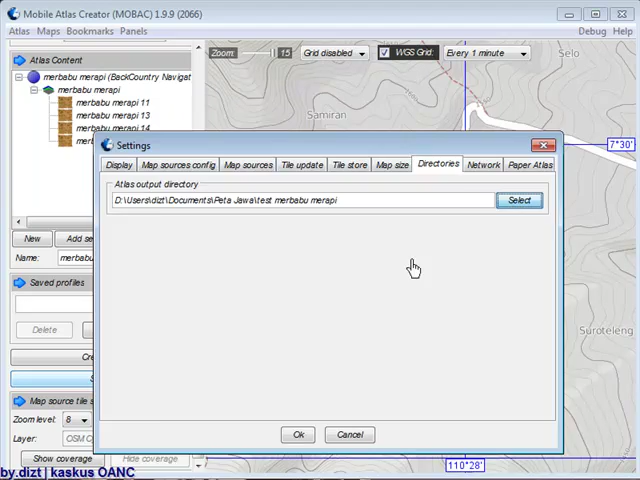 Mobile Atlas Creator (MOBAC) 1.9.9 (2066)
Atlas Maps Bookmarks Panels Debug Help
Atlas Content
Zoom: 15 Grid disabled WGS Grid: Every 1 minute
Selo
merbabu merapi (BackCountry Navigat
merbabu merapi
merbabu merapi 11
merbabu merapi 13
merbabu merapi 14
Samiran
7°30'
Settings
Display Map sources config Map sources Tile update Tile store Map size Directories Network Paper Atlas
Atlas output directory
D:\Users\dizt\Documents\Peta Jawa\test merbabu merapi Select
New Add se
Name: merbabu
Saved profiles
Delete
Cre
S
Suroteleng
Map source tile s
Zoom level: 8
Layer: OSM C
Show coverage Hide coverage
Ok Cancel
110°28'
by.dizt | kaskus OANC